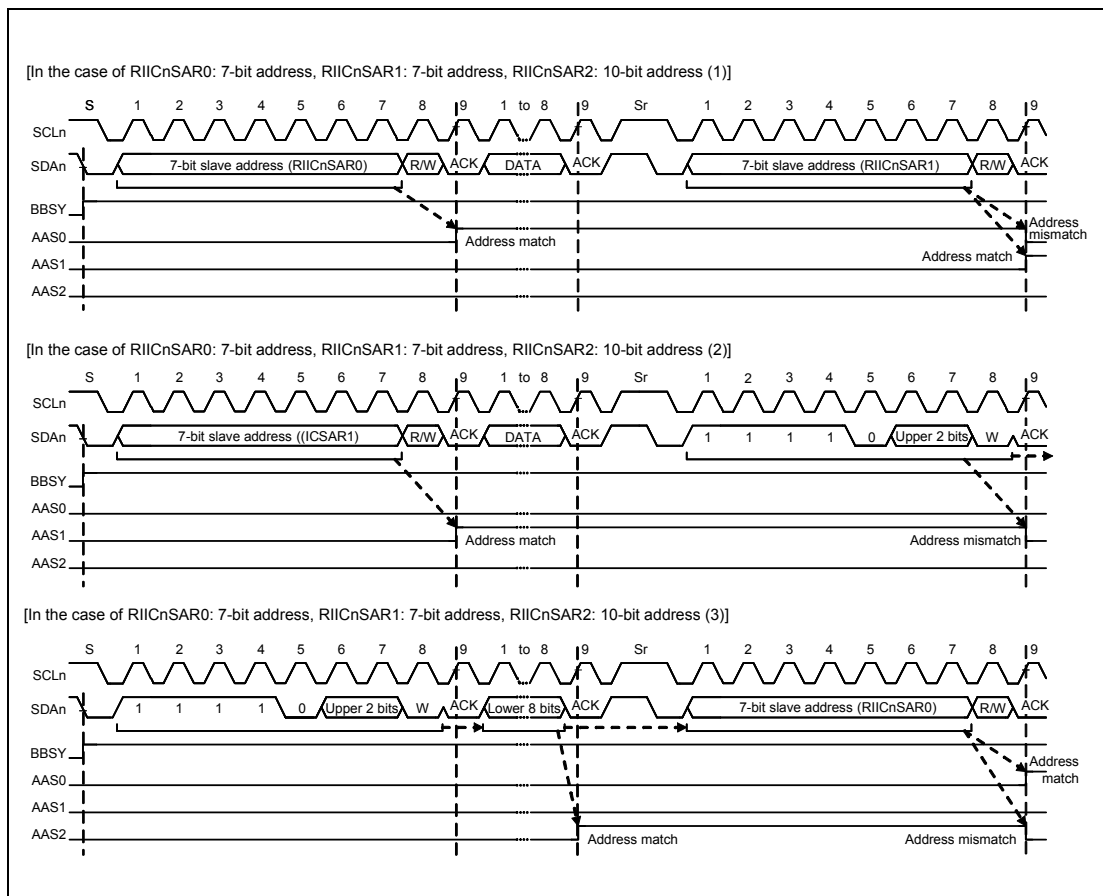 [In the case of RIICnSAR0: 7-bit address, RIICnSAR1: 7-bit address, RIICnSAR2: 10-bit address (1)]
S 1 2 3 4 5 6 7 8 9 1 to 8 9 Sr 1 2 3 4 5 6 7 8 9
SCLn
SDAn 7-bit slave address (RIICnSAR0) R/W ACK DATA ACK 7-bit slave address (RIICnSAR1) R/W ACK
BBSY
Address mismatch
AAS0 Address match
AAS1 Address match
AAS2
[In the case of RIICnSAR0: 7-bit address, RIICnSAR1: 7-bit address, RIICnSAR2: 10-bit address (2)]
S 1 2 3 4 5 6 7 8 9 1 to 8 9 Sr 1 2 3 4 5 6 7 8 9
SCLn
SDAn 7-bit slave address ((ICSAR1) R/W ACK DATA ACK 1 1 1 1 0 Upper 2 bits W ACK
BBSY
AAS0
AAS1 Address match Address mismatch
AAS2
[In the case of RIICnSAR0: 7-bit address, RIICnSAR1: 7-bit address, RIICnSAR2: 10-bit address (3)]
S 1 2 3 4 5 6 7 8 9 1 to 8 9 Sr 1 2 3 4 5 6 7 8 9
SCLn
SDAn 1 1 1 1 0 Upper 2 bits W ACK Lower 8 bits ACK 7-bit slave address (RIICnSAR0) R/W ACK
BBSY
Address
AAS0 match
AAS1
AAS2 Address match Address mismatch